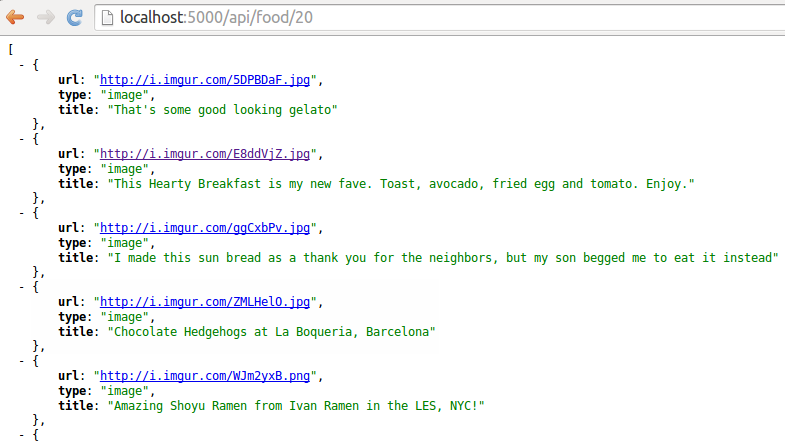 localhost:5000/api/food/20
[
- {
url: "http://i.imgur.com/5DPBDaF.jpg",
type: "image",
title: "That's some good looking gelato"
},
- {
url: "http://i.imgur.com/E8ddVjZ.jpg",
type: "image",
title: "This Hearty Breakfast is my new fave. Toast, avocado, fried egg and tomato. Enjoy."
},
- {
url: "http://i.imgur.com/ggCxbPv.jpg",
type: "image",
title: "I made this sun bread as a thank you for the neighbors, but my son begged me to eat it instead"
},
- {
url: "http://i.imgur.com/ZMLHelO.jpg",
type: "image",
title: "Chocolate Hedgehogs at La Boqueria, Barcelona"
},
- {
url: "http://i.imgur.com/WJm2yxB.png",
type: "image",
title: "Amazing Shoyu Ramen from Ivan Ramen in the LES, NYC!"
},
- {